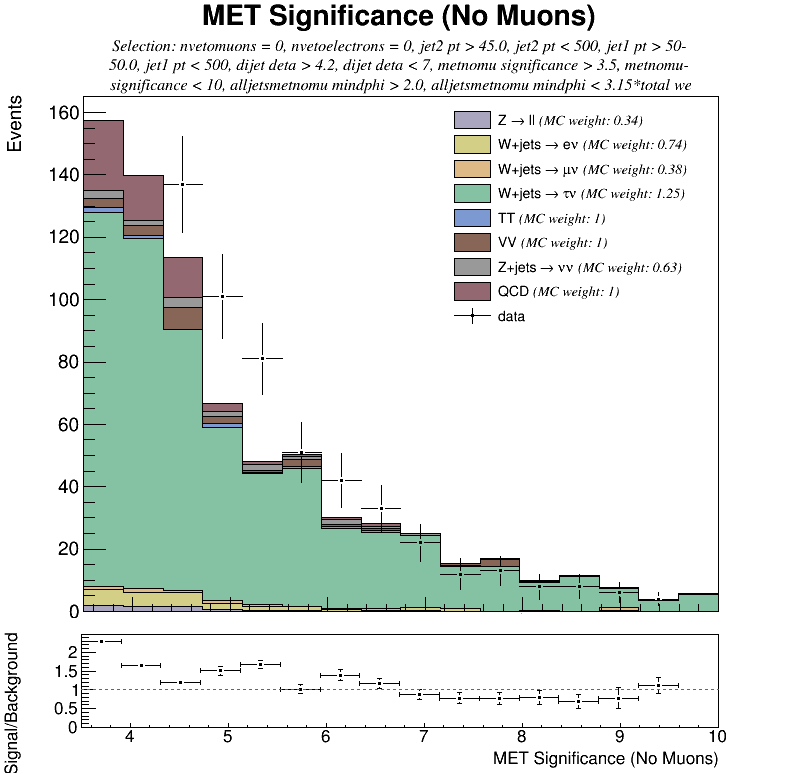 MET Significance (No Muons)
Selection: nvetomuons = 0, nvetoelectrons = 0, jet2 pt > 45.0, jet2 pt < 500, jet1 pt > 50-
50.0, jet1 pt < 500, dijet deta > 4.2, dijet deta < 7, metnomu significance > 3.5, metnomu-
significance < 10, alljetsmetnomu mindphi > 2.0, alljetsmetnomu mindphi < 3.15*total we
Events
160
140
120
100
80
60
40
20
0
Z → ll (MC weight: 0.34)
W+jets → eν (MC weight: 0.74)
W+jets → μν (MC weight: 0.38)
W+jets → τν (MC weight: 1.25)
TT (MC weight: 1)
VV (MC weight: 1)
Z+jets → νν (MC weight: 0.63)
QCD (MC weight: 1)
data
Signal/Background
2
1.5
1
0.5
0
4 5 6 7 8 9 10
MET Significance (No Muons)